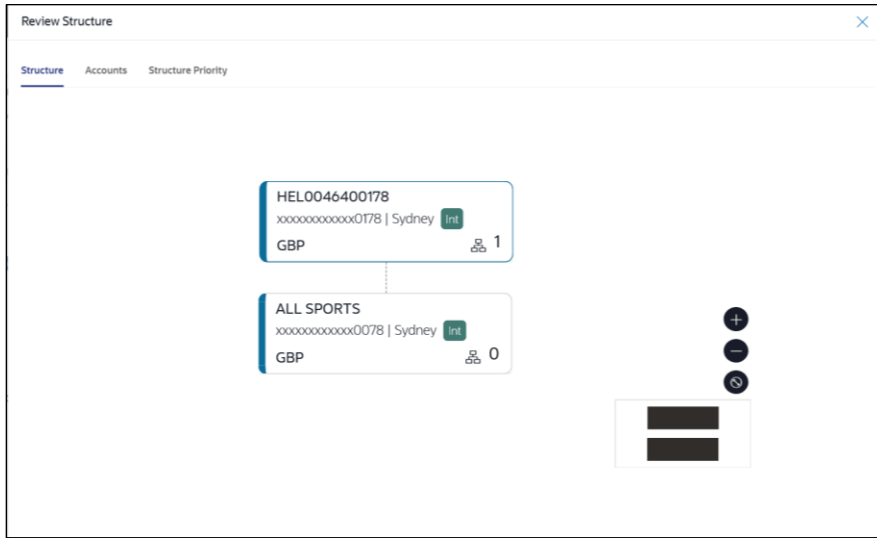 Review Structure
Structure Accounts Structure Priority
HEL0046400178
xxxxxxxxxxxx0178 | Sydney Int
GBP 1
ALL SPORTS
xxxxxxxxxxxx0078 | Sydney Int
GBP 0